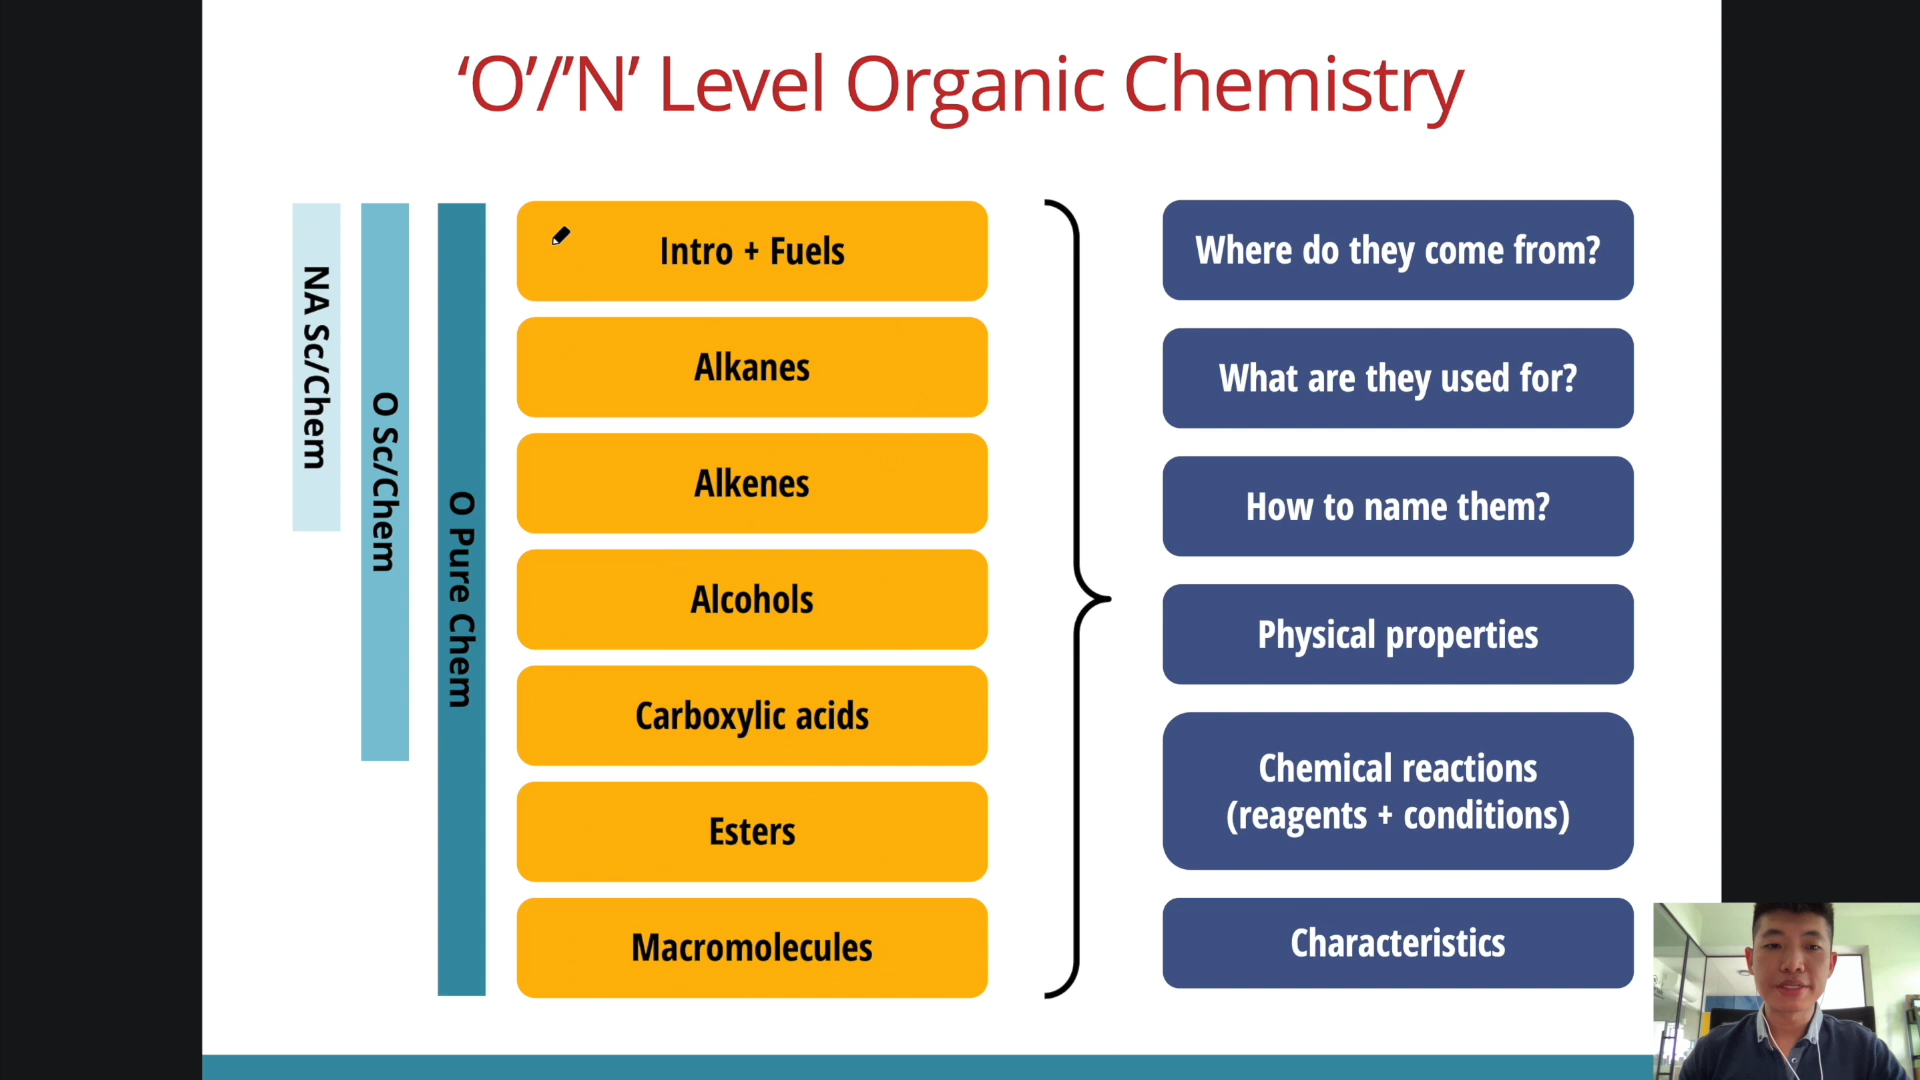 ‘O’/’N’ Level Organic Chemistry
NA Sc/Chem
O Sc/Chem
O Pure Chem
Intro + Fuels
Alkanes
Alkenes
Alcohols
Carboxylic acids
Esters
Macromolecules
Where do they come from?
What are they used for?
How to name them?
Physical properties
Chemical reactions
(reagents + conditions)
Characteristics